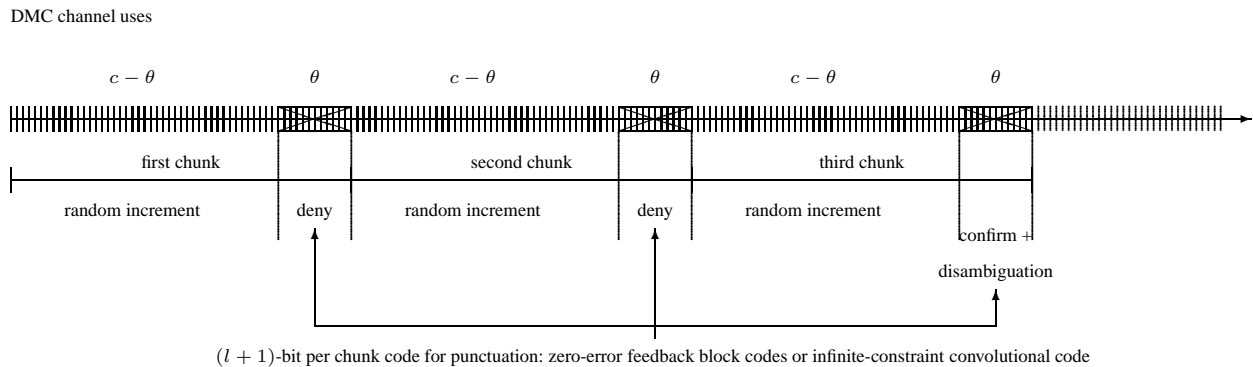 DMC channel uses
c − θ θ c − θ θ c − θ θ
first chunk second chunk third chunk
random increment deny random increment deny random increment
confirm +
disambiguation
(l + 1)-bit per chunk code for punctuation: zero-error feedback block codes or infinite-constraint convolutional code